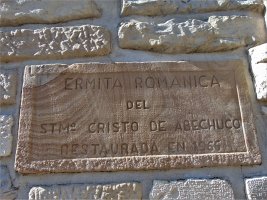 ERMITA ROMANICA
DEL
STMº CRISTO DE ABECHUCO
RESTAURADA EN